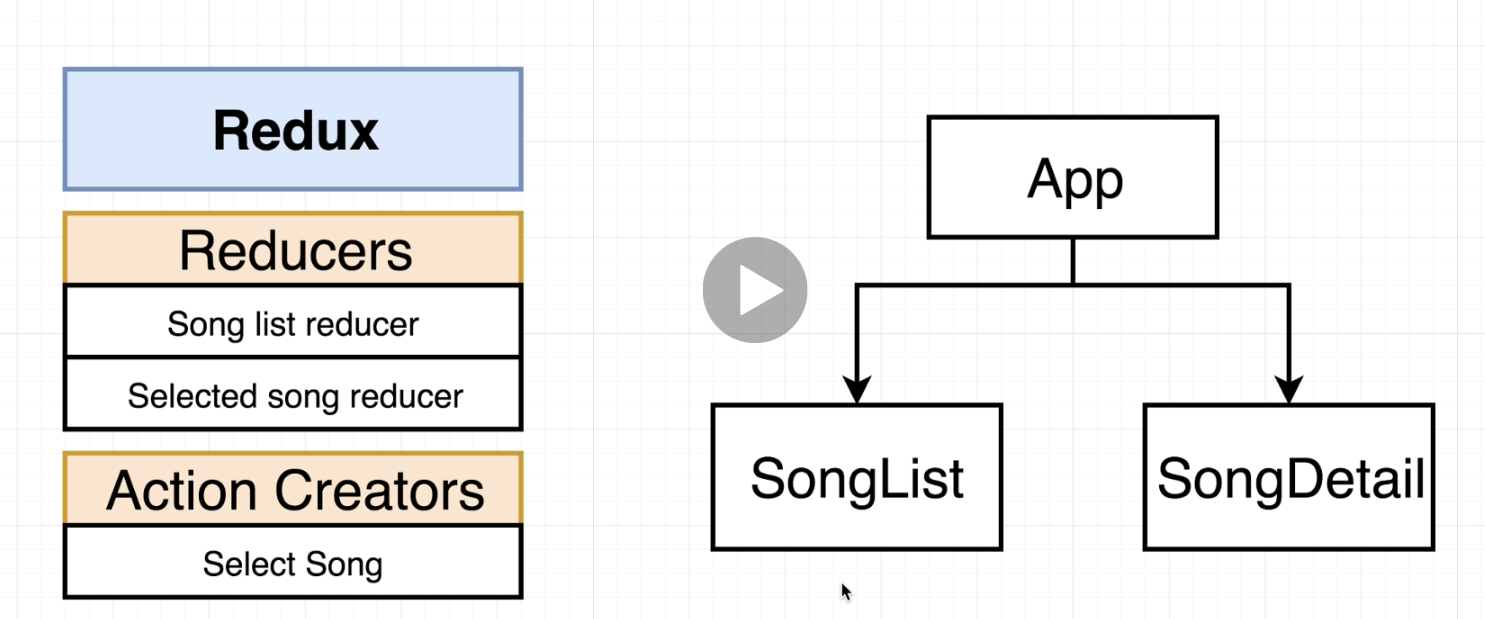 Redux
Reducers
Song list reducer
Selected song reducer
Action Creators
Select Song
App
SongList
SongDetail